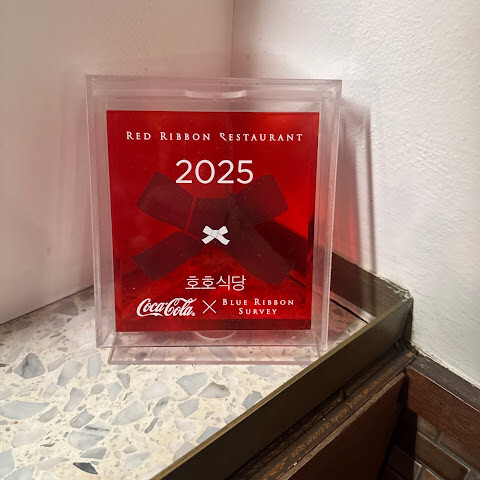 RED RIBBON RESTAURANT
2025
호호식당
Coca-Cola × BLUE RIBBON
SURVEY